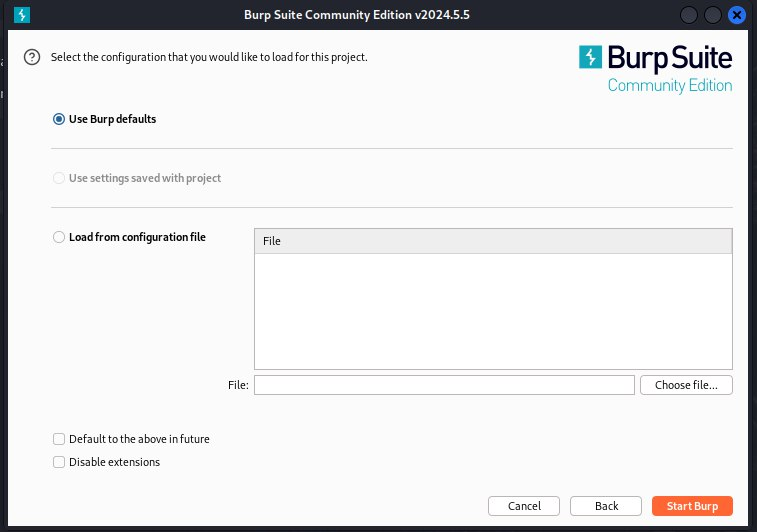 Burp Suite Community Edition v2024.5.5
Select the configuration that you would like to load for this project.
Burp Suite
Community Edition
Use Burp defaults
Use settings saved with project
Load from configuration file
File
File:
Choose file...
Default to the above in future
Disable extensions
Cancel
Back
Start Burp